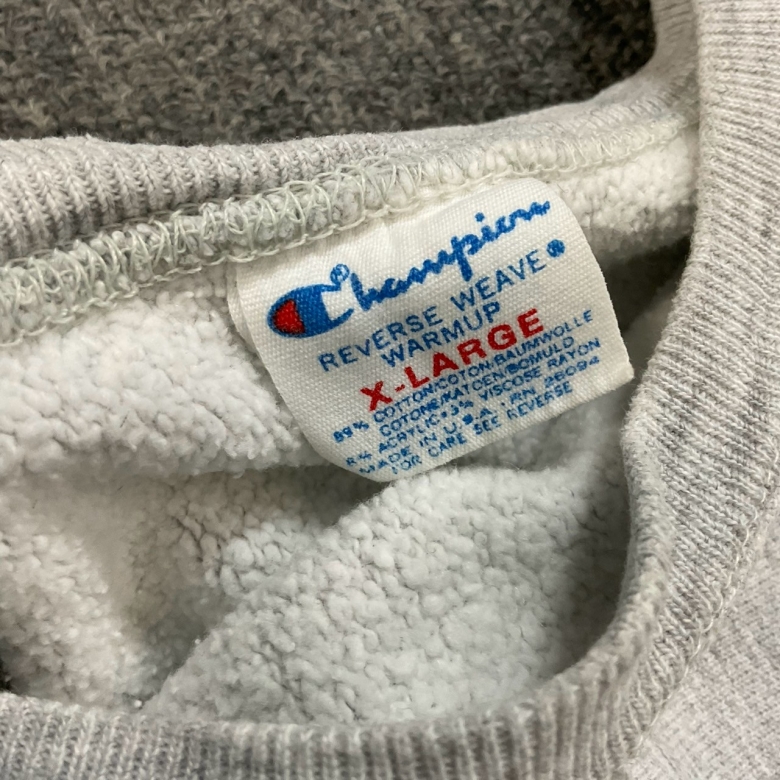 Champion®
REVERSE WEAVE®
WARMUP
X-LARGE
89% COTTON/COTON/BAUMWOLLE
COTONE/KATOEN/BOMULD
8% ACRYLIC•3% VISCOSE RAYON
MADE IN U.S.A. RN 26094
FOR CARE SEE REVERSE